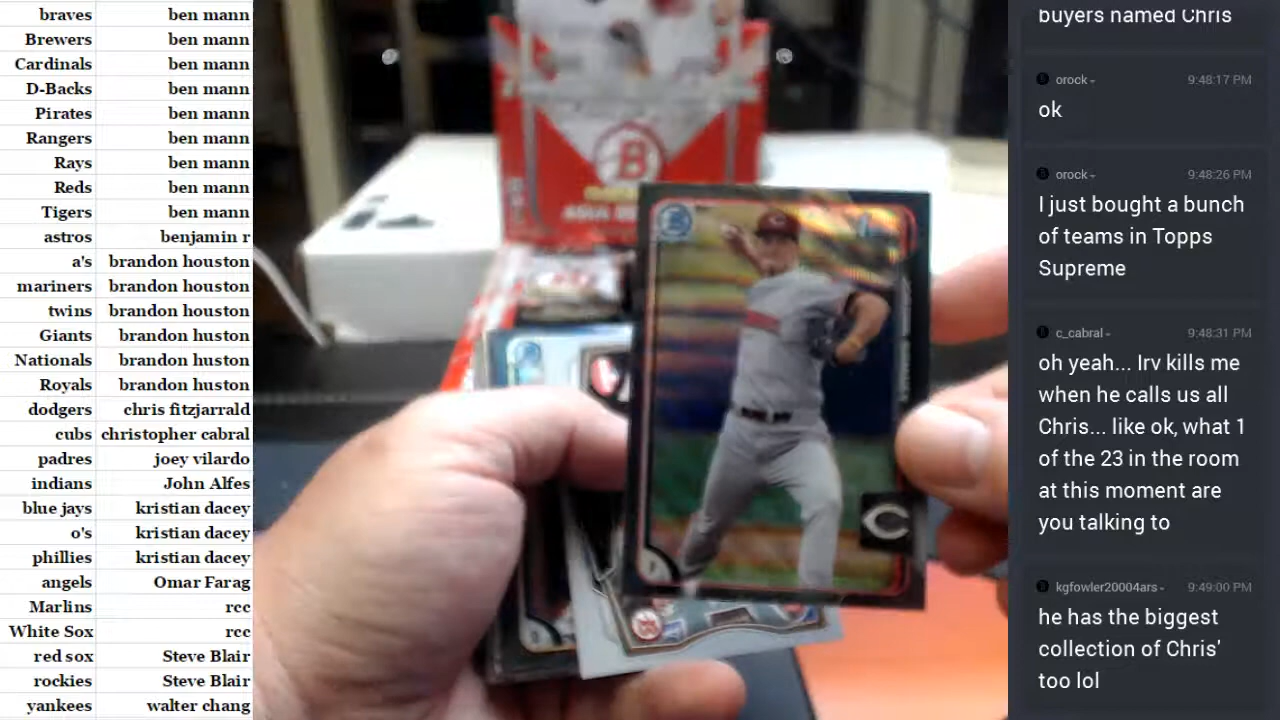 braves ben mann
Brewers ben mann
Cardinals ben mann
D-Backs ben mann
Pirates ben mann
Rangers ben mann
Rays ben mann
Reds ben mann
Tigers ben mann
astros benjamin r
a's brandon houston
mariners brandon houston
twins brandon houston
Giants brandon huston
Nationals brandon huston
Royals brandon huston
dodgers chris fitzjarrald
cubs christopher cabral
padres joey vilardo
indians John Alfes
blue jays kristian dacey
o's kristian dacey
phillies kristian dacey
angels Omar Farag
Marlins rcc
White Sox rcc
red sox Steve Blair
rockies Steve Blair
yankees walter chang
B
C
buyers named Chris
orock 9:48:17 PM
ok
orock 9:48:26 PM
I just bought a bunch
of teams in Topps
Supreme
c_cabral 9:48:31 PM
oh yeah... Irv kills me
when he calls us all
Chris... like ok, what 1
of the 23 in the room
at this moment are
you talking to
kgfowler20004ars 9:49:00 PM
he has the biggest
collection of Chris'
too lol